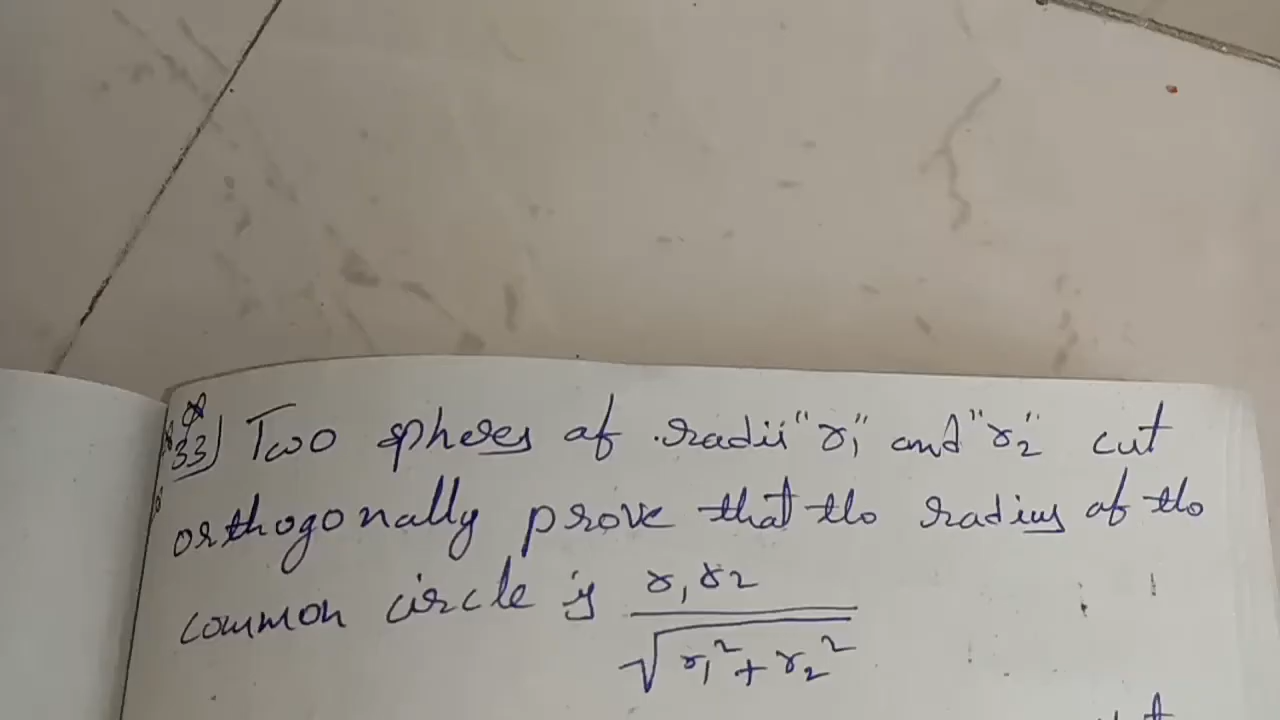 33) Two spheres of radii "r₁" and "r₂" cut
orthogonally prove that the radius of the
common circle is r₁r₂ / √(r₁² + r₂²)